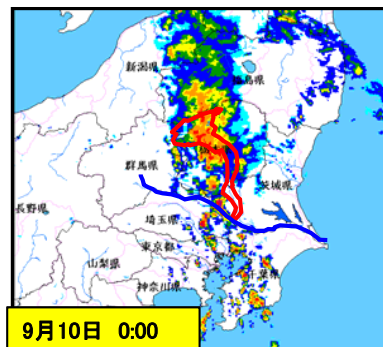 新潟県
福島県
栃木県
群馬県
茨城県
長野県
埼玉県
東京都
山梨県
千葉県
神奈川県
9月10日 0:00